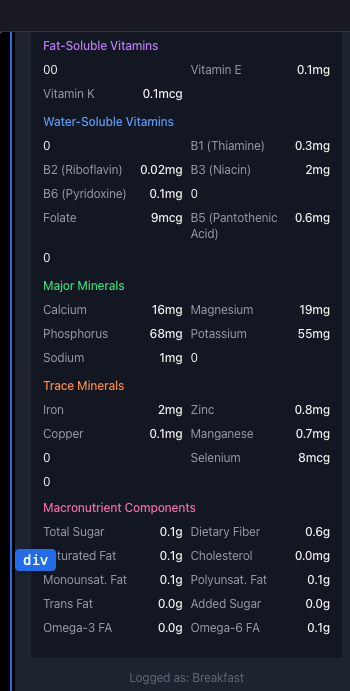 Fat-Soluble Vitamins
00 Vitamin E 0.1mg
Vitamin K 0.1mcg
Water-Soluble Vitamins
0 B1 (Thiamine) 0.3mg
B2 (Riboflavin) 0.02mg B3 (Niacin) 2mg
B6 (Pyridoxine) 0.1mg 0
Folate 9mcg B5 (Pantothenic Acid) 0.6mg
0
Major Minerals
Calcium 16mg Magnesium 19mg
Phosphorus 68mg Potassium 55mg
Sodium 1mg 0
Trace Minerals
Iron 2mg Zinc 0.8mg
Copper 0.1mg Manganese 0.7mg
0 Selenium 8mcg
0
Macronutrient Components
Total Sugar 0.1g Dietary Fiber 0.6g
div turated Fat 0.1g Cholesterol 0.0mg
Monounsat. Fat 0.1g Polyunsat. Fat 0.1g
Trans Fat 0.0g Added Sugar 0.0g
Omega-3 FA 0.0g Omega-6 FA 0.1g
Logged as: Breakfast